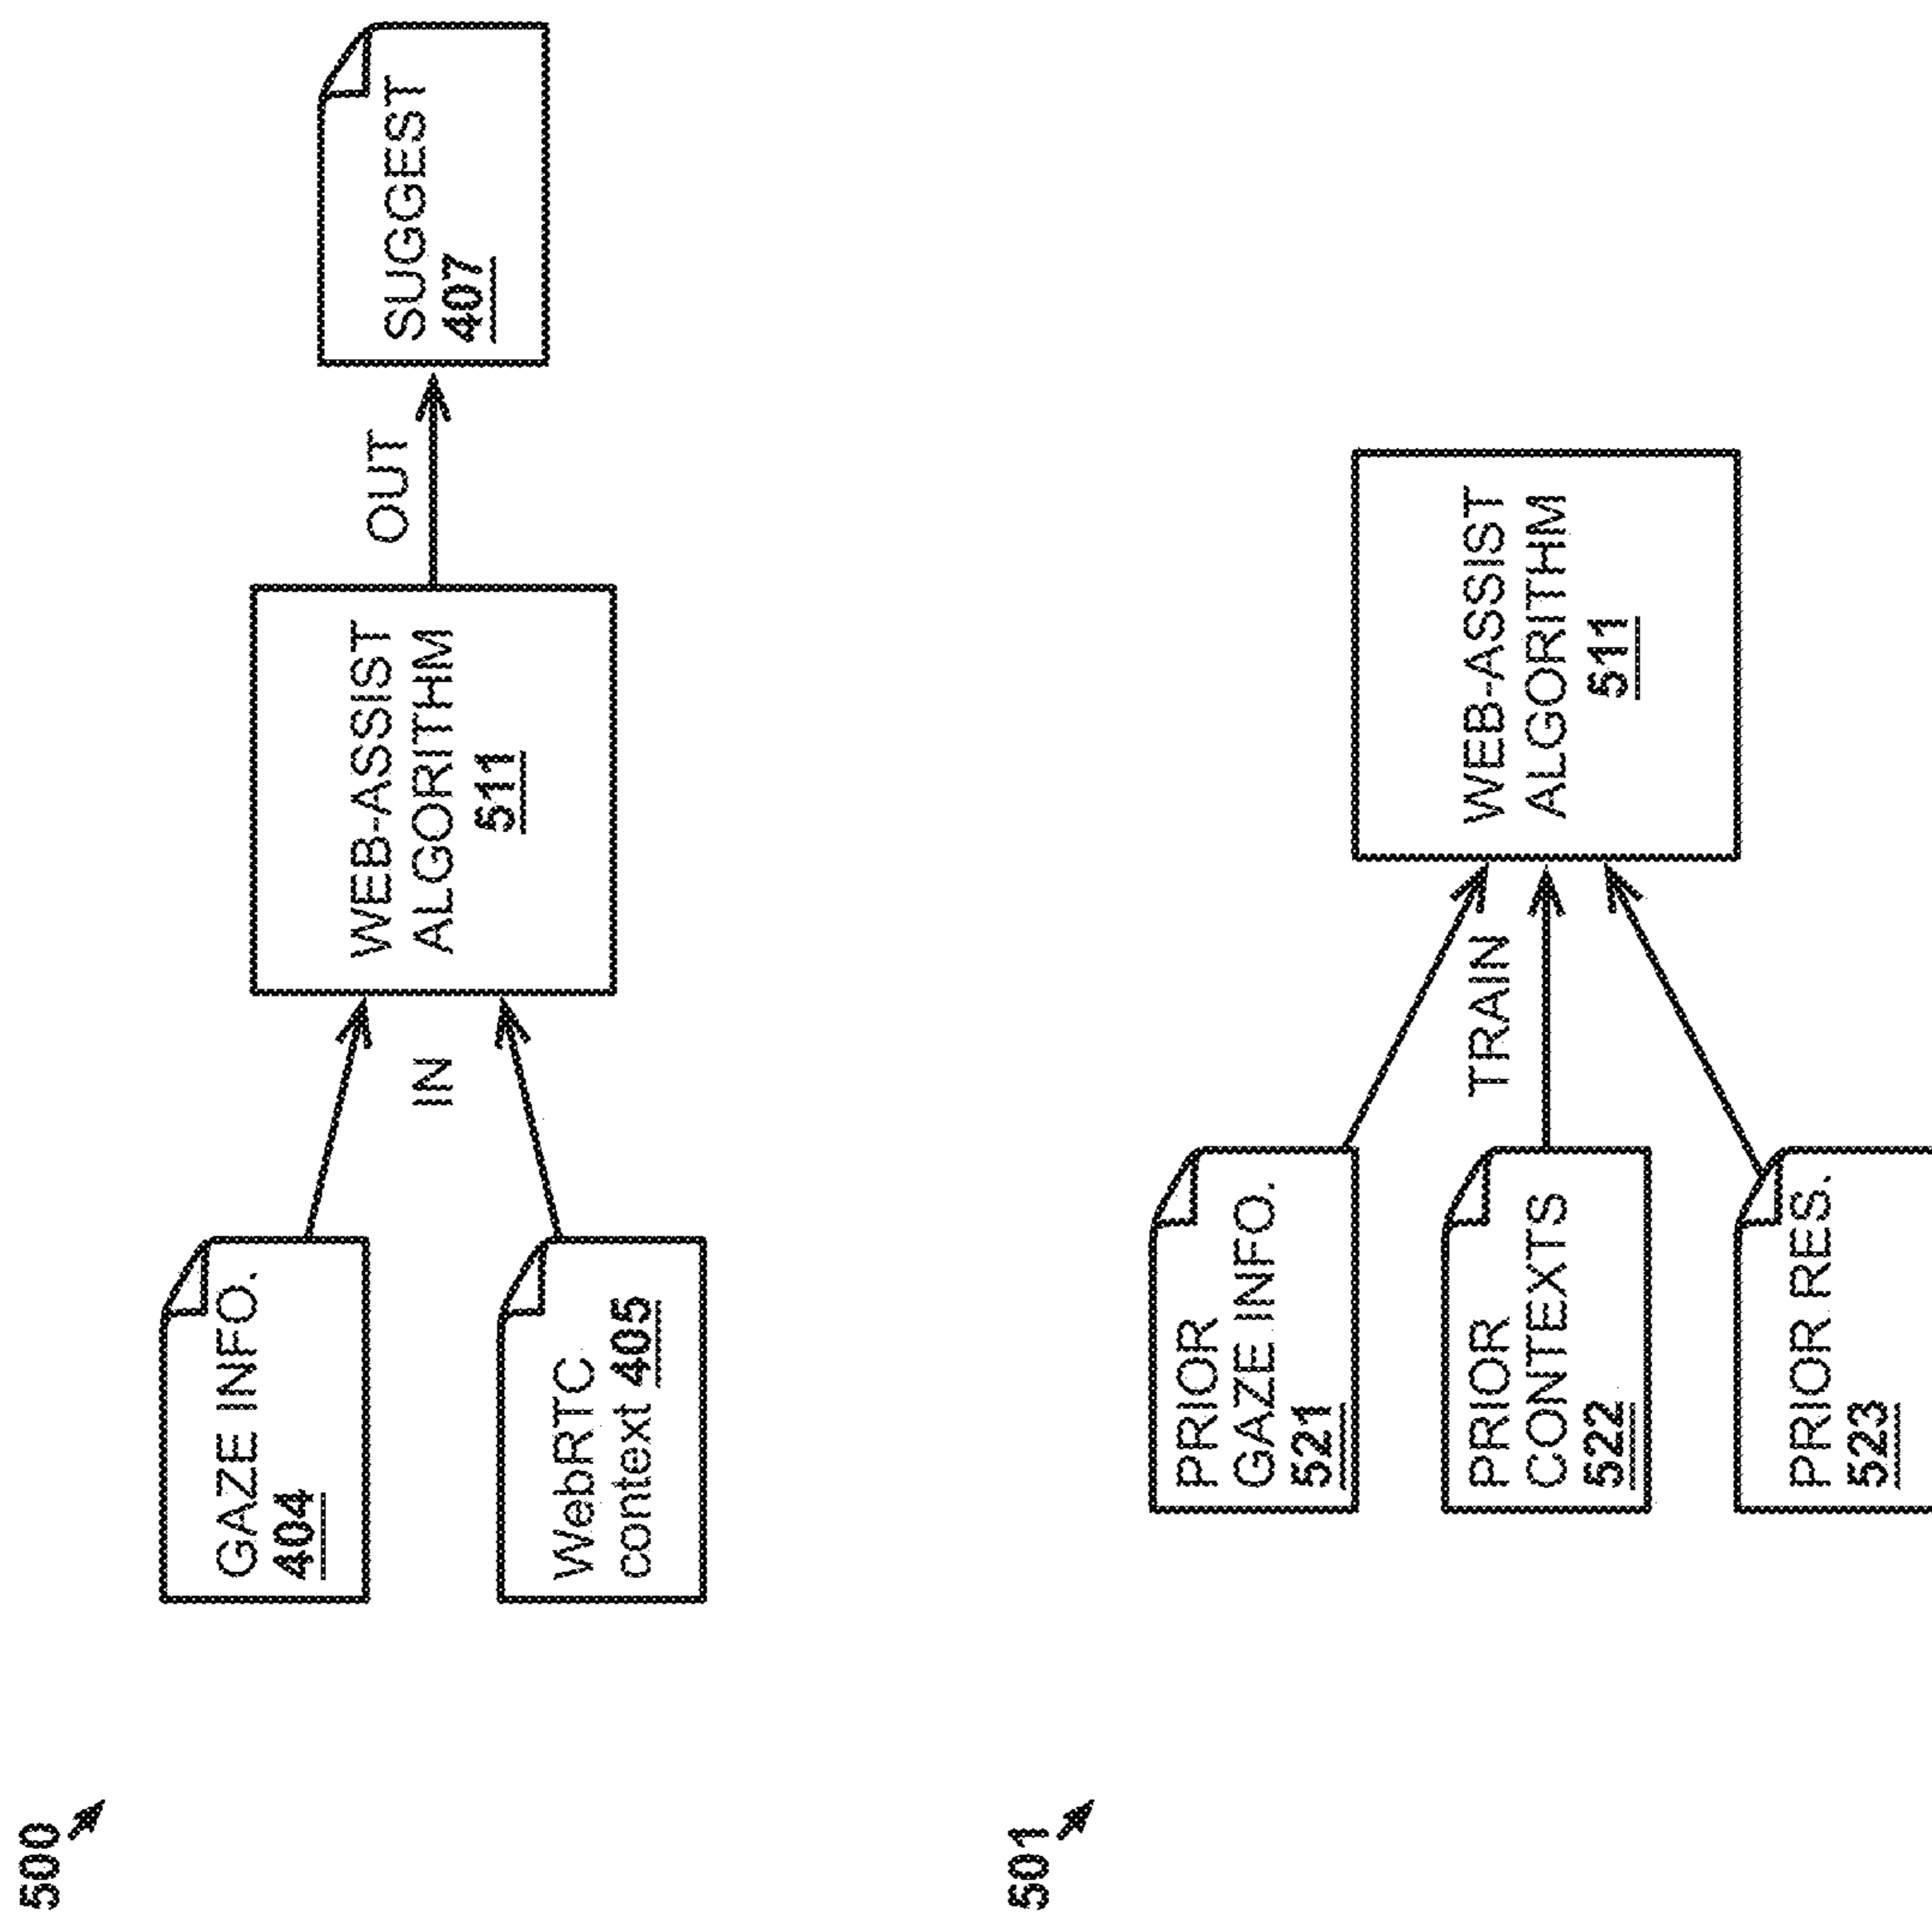 500
GAZE INFO.
404
WebRTC
context 405
IN
WEB-ASSIST
ALGORITHM
511
OUT
SUGGEST
407
501
PRIOR
GAZE INFO.
521
PRIOR
CONTEXTS
522
PRIOR RES.
523
TRAIN
WEB-ASSIST
ALGORITHM
511